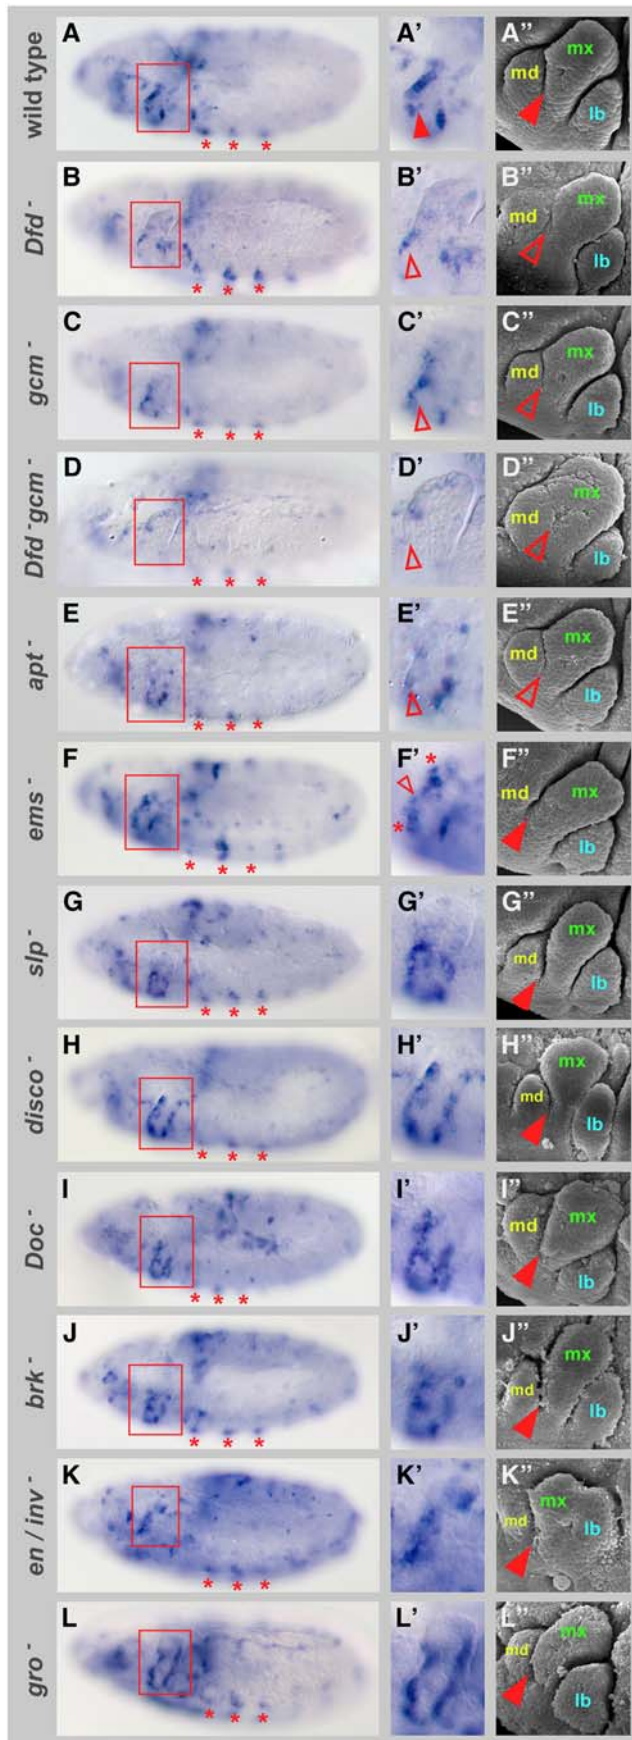 wild type
A
A'
A''
md
mx
lb
* * *
Dfd -
B
B'
B''
md
mx
lb
* * *
gcm -
C
C'
C''
md
mx
lb
* * *
Dfd - gcm -
D
D'
D''
md
mx
lb
* * *
apt -
E
E'
E''
md
mx
lb
* * *
ems -
F
F'
*
*
F''
md
mx
lb
* * *
slp -
G
G'
G''
md
mx
lb
* * *
disco -
H
H'
H''
md
mx
lb
* * *
Doc -
I
I'
I''
md
mx
lb
* * *
brk -
J
J'
J''
md
mx
lb
* * *
en / inv -
K
K'
K''
md
mx
lb
* * *
gro -
L
L'
L''
md
mx
lb
* * *